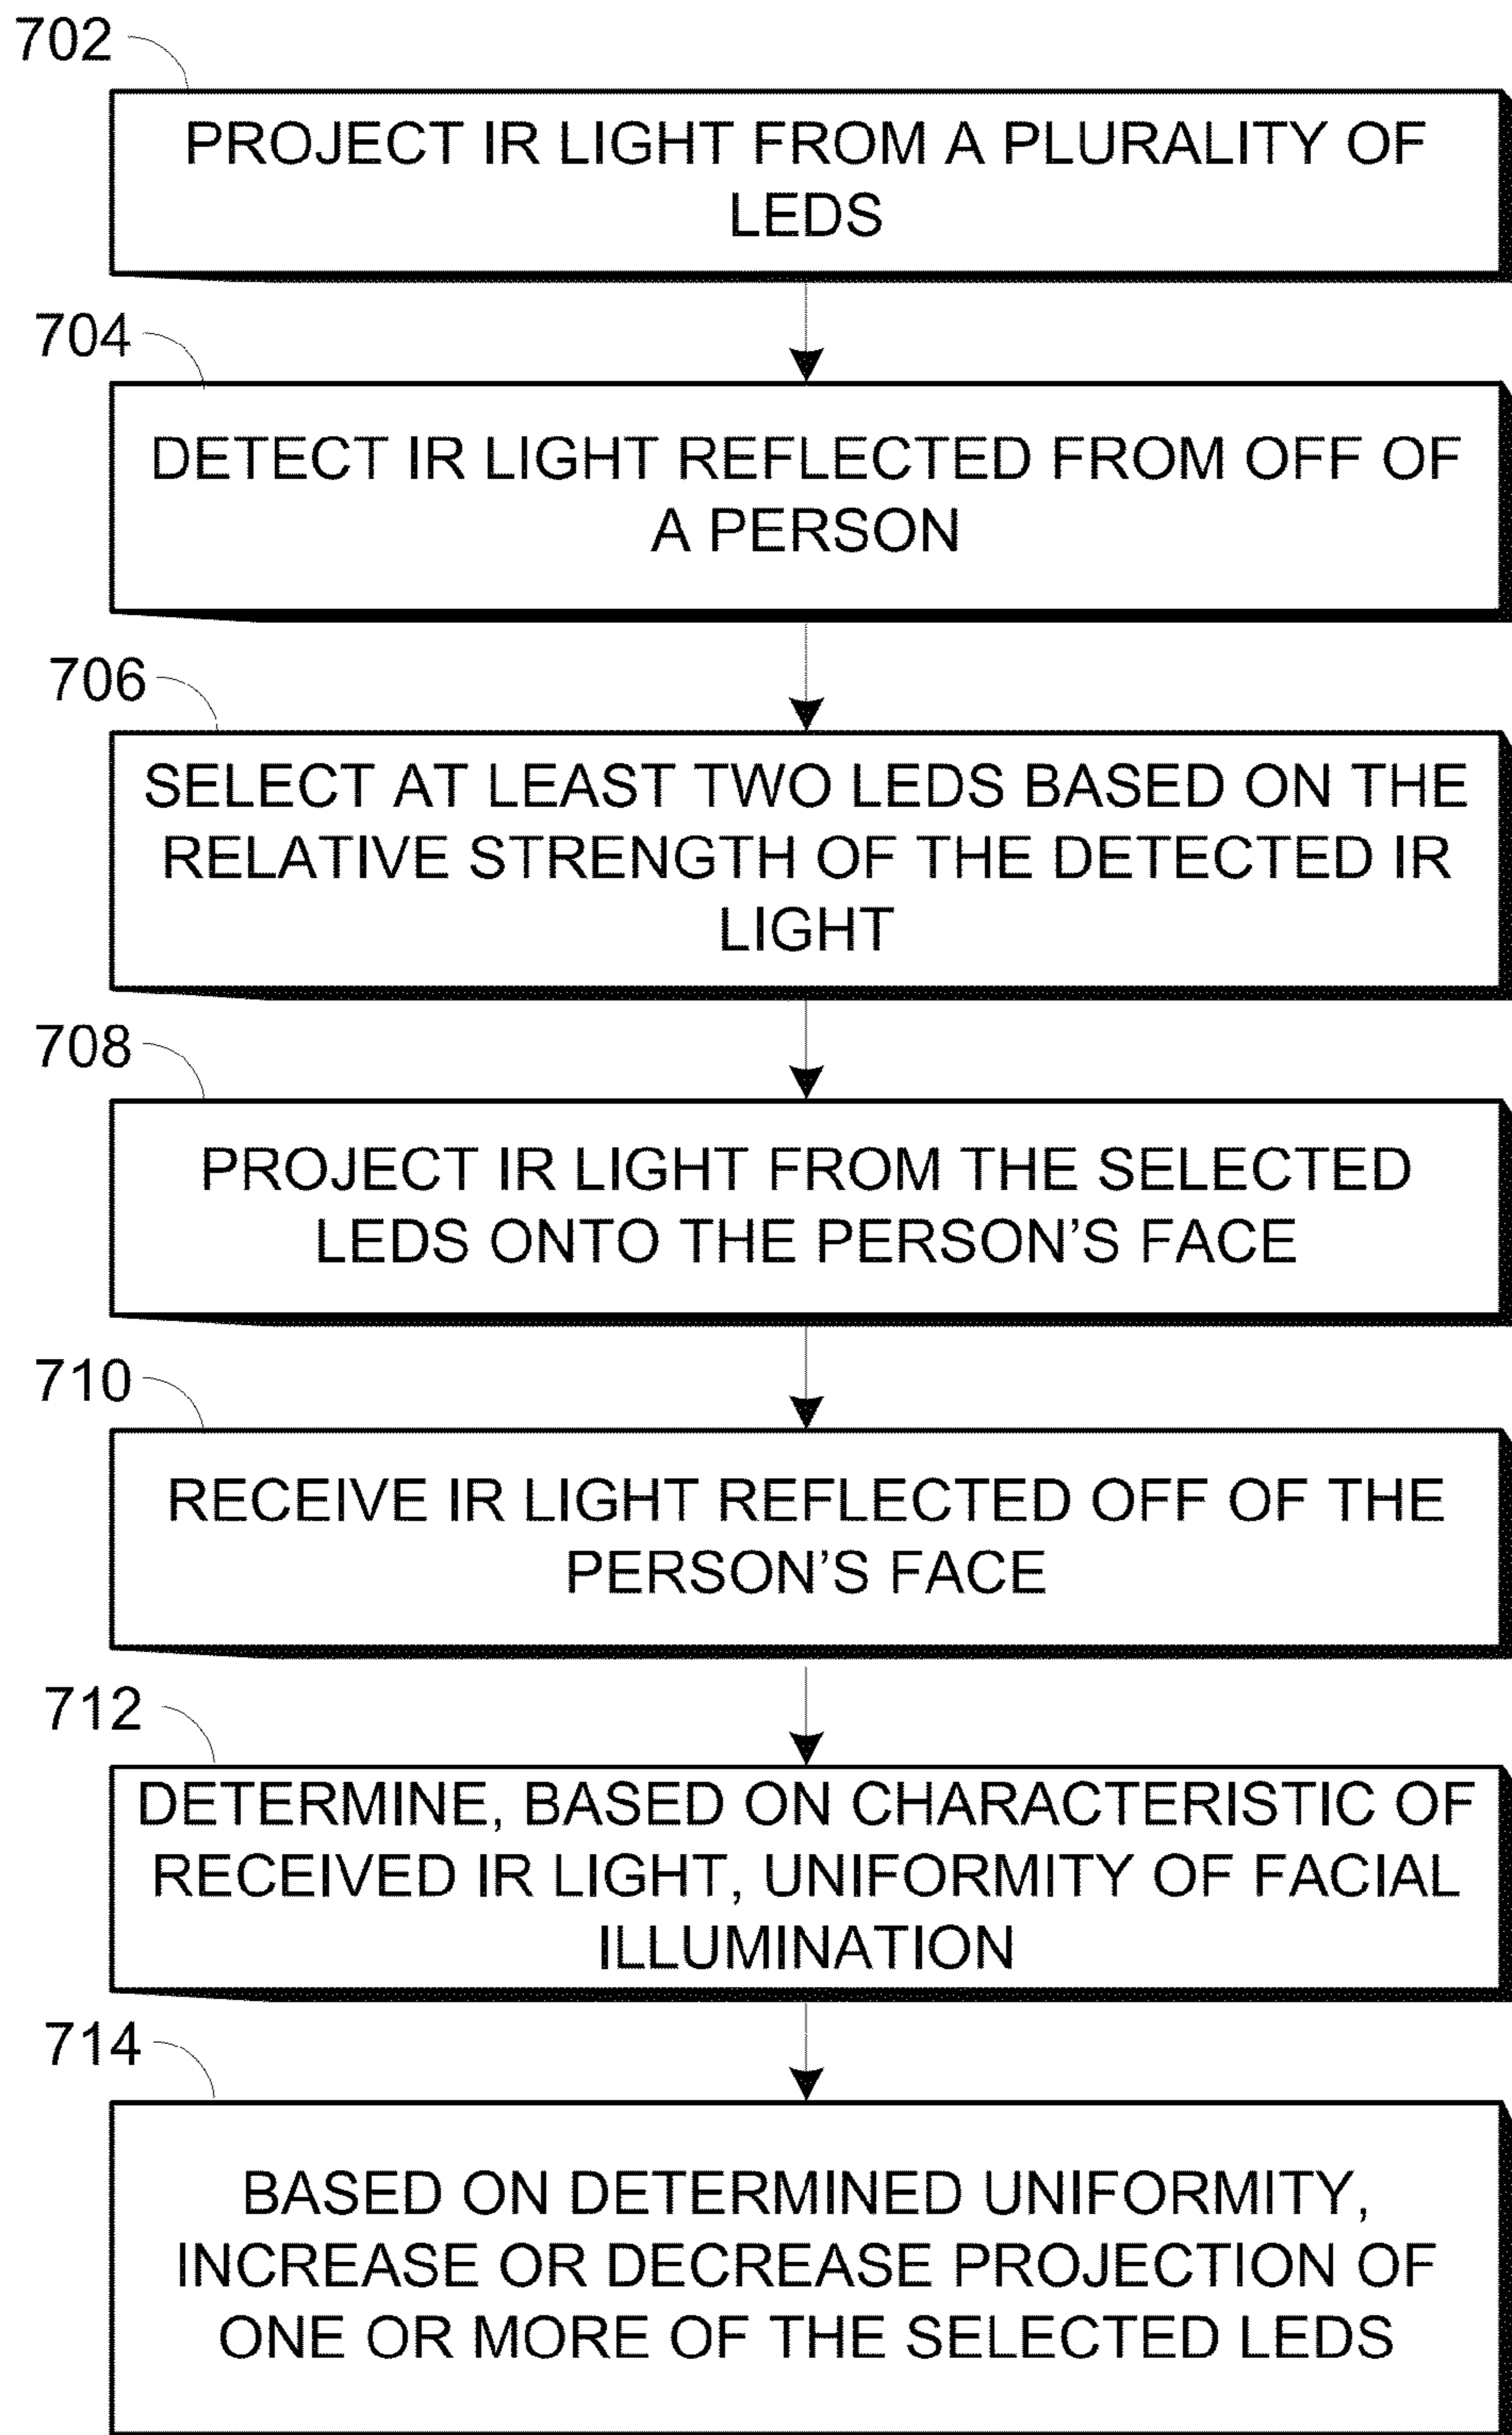 702
PROJECT IR LIGHT FROM A PLURALITY OF
LEDS
704
DETECT IR LIGHT REFLECTED FROM OFF OF
A PERSON
706
SELECT AT LEAST TWO LEDS BASED ON THE
RELATIVE STRENGTH OF THE DETECTED IR
LIGHT
708
PROJECT IR LIGHT FROM THE SELECTED
LEDS ONTO THE PERSON'S FACE
710
RECEIVE IR LIGHT REFLECTED OFF OF THE
PERSON'S FACE
712
DETERMINE, BASED ON CHARACTERISTIC OF
RECEIVED IR LIGHT, UNIFORMITY OF FACIAL
ILLUMINATION
714
BASED ON DETERMINED UNIFORMITY,
INCREASE OR DECREASE PROJECTION OF
ONE OR MORE OF THE SELECTED LEDS